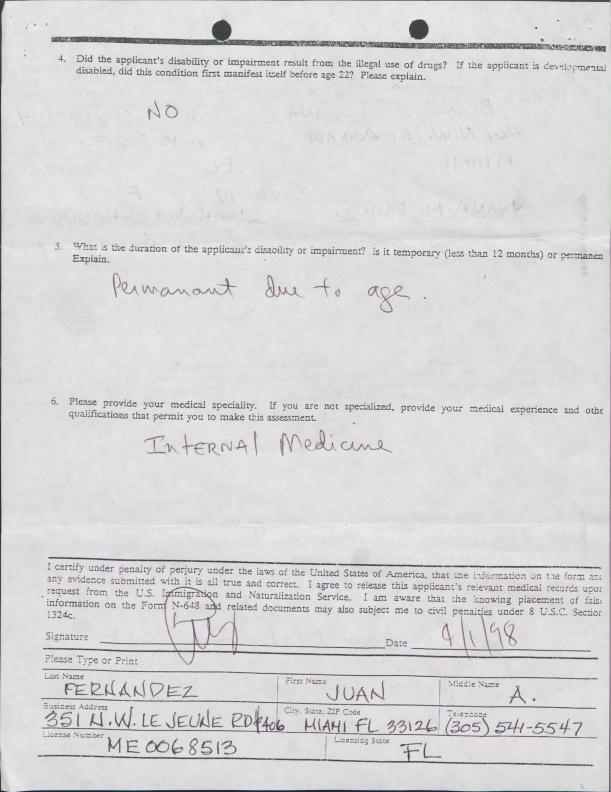 4. Did the applicant's disability or impairment result from the illegal use of drugs? If the applicant is developmental
disabled, did this condition first manifest itself before age 22? Please explain.
NO
5. What is the duration of the applicant's disability or impairment? Is it temporary (less than 12 months) or permanen
Explain.
Permanant due to age.
6. Please provide your medical speciality. If you are not specialized, provide your medical experience and othe
qualifications that permit you to make this assessment.
InTERNAl Medicine
I certify under penalty of perjury under the laws of the United States of America, that the information on the form and
any evidence submitted with it is all true and correct. I agree to release this applicant's relevant medical records upon
request from the U.S. Immigration and Naturalization Service. I am aware that the knowing placement of fals
information on the Form N-648 and related documents may also subject me to civil penalties under 8 U.S.C. Section
1324c.
Signature Date 4/1/98
Please Type or Print
Last Name First Name Middle Name
FERNANDEZ JUAN A.
Business Address City, State, ZIP Code Telephone
351 N.W. LE JEUNE RD #406 MIAMI FL 33126 (305) 541-5547
License Number Licensing State
ME0068513 FL